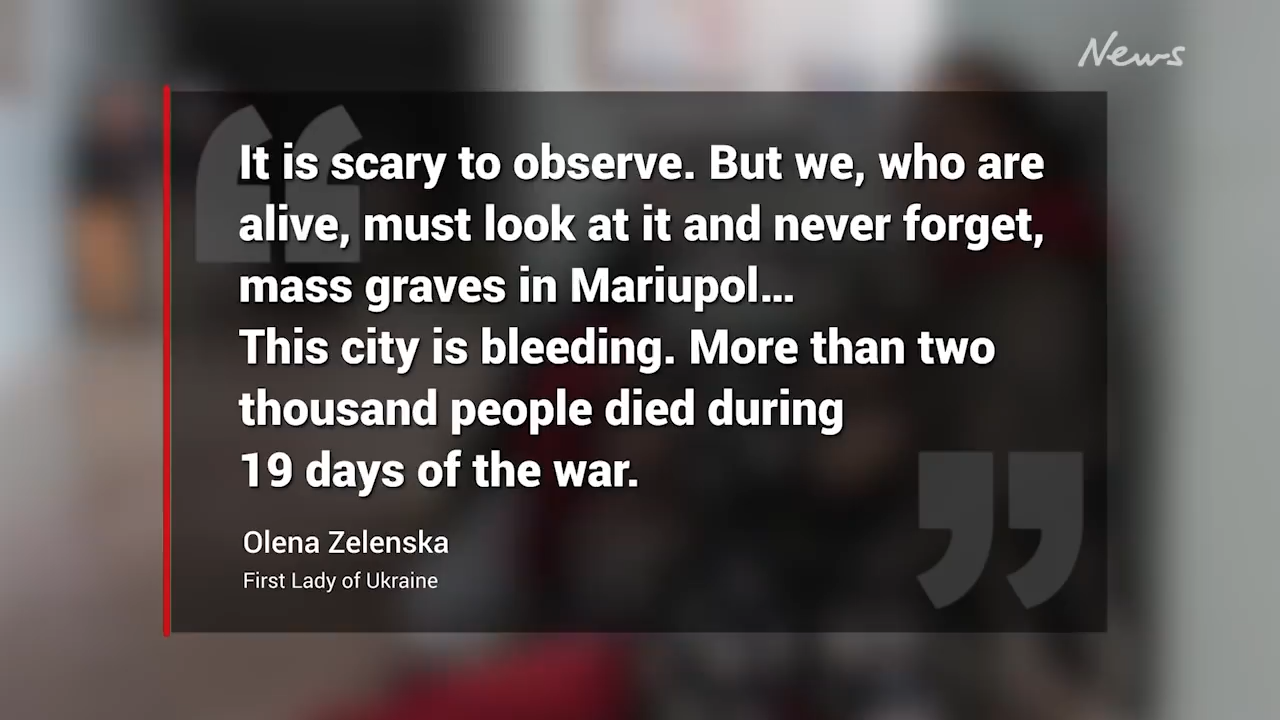 News
It is scary to observe. But we, who are
alive, must look at it and never forget,
mass graves in Mariupol...
This city is bleeding. More than two
thousand people died during
19 days of the war.
Olena Zelenska
First Lady of Ukraine